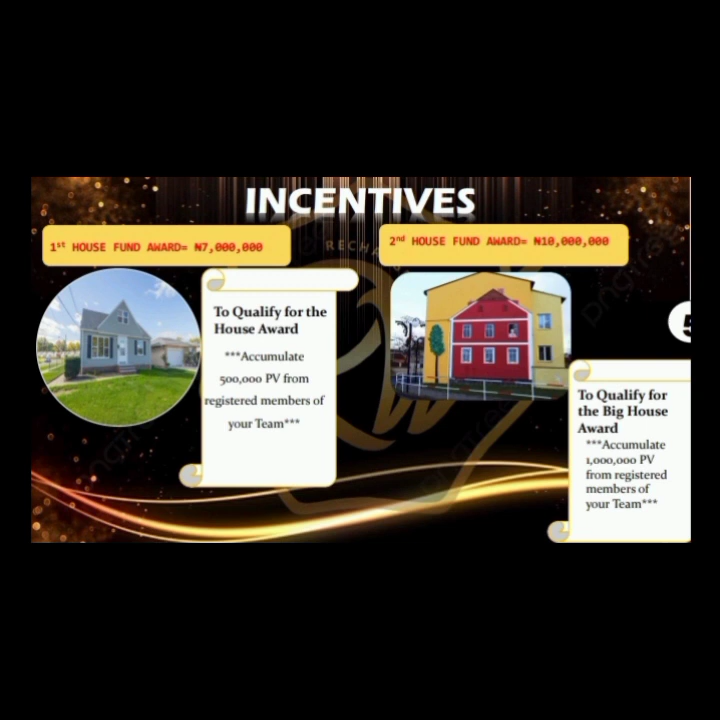 INCENTIVES
1st HOUSE FUND AWARD= ₦7,000,000
2nd HOUSE FUND AWARD= ₦10,000,000
RECHA
To Qualify for the
House Award
***Accumulate
500,000 PV from
registered members of
your Team***
5
To Qualify for
the Big House
Award
***Accumulate
1,000,000 PV
from registered
members of
your Team***